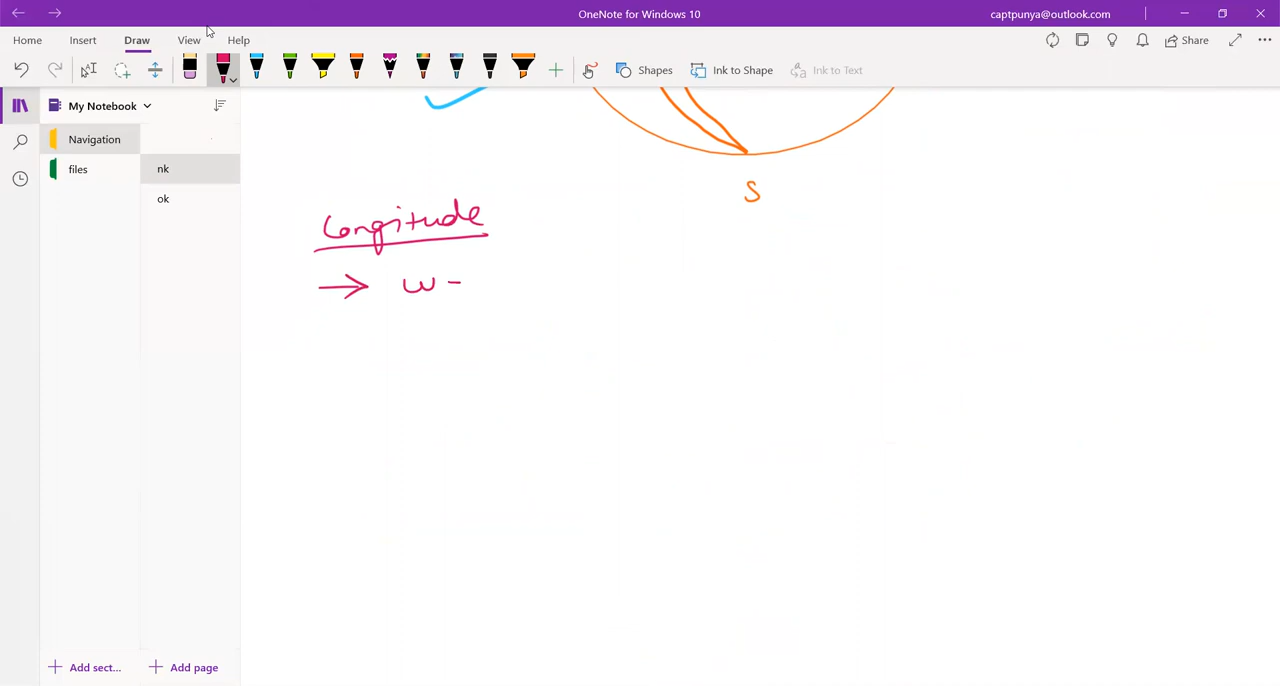 OneNote for Windows 10
captpunya@outlook.com
Home Insert Draw View Help
Share
Shapes Ink to Shape Ink to Text
My Notebook
Navigation
files
nk
ok
S
Longitude
→ W -
Add sect... Add page